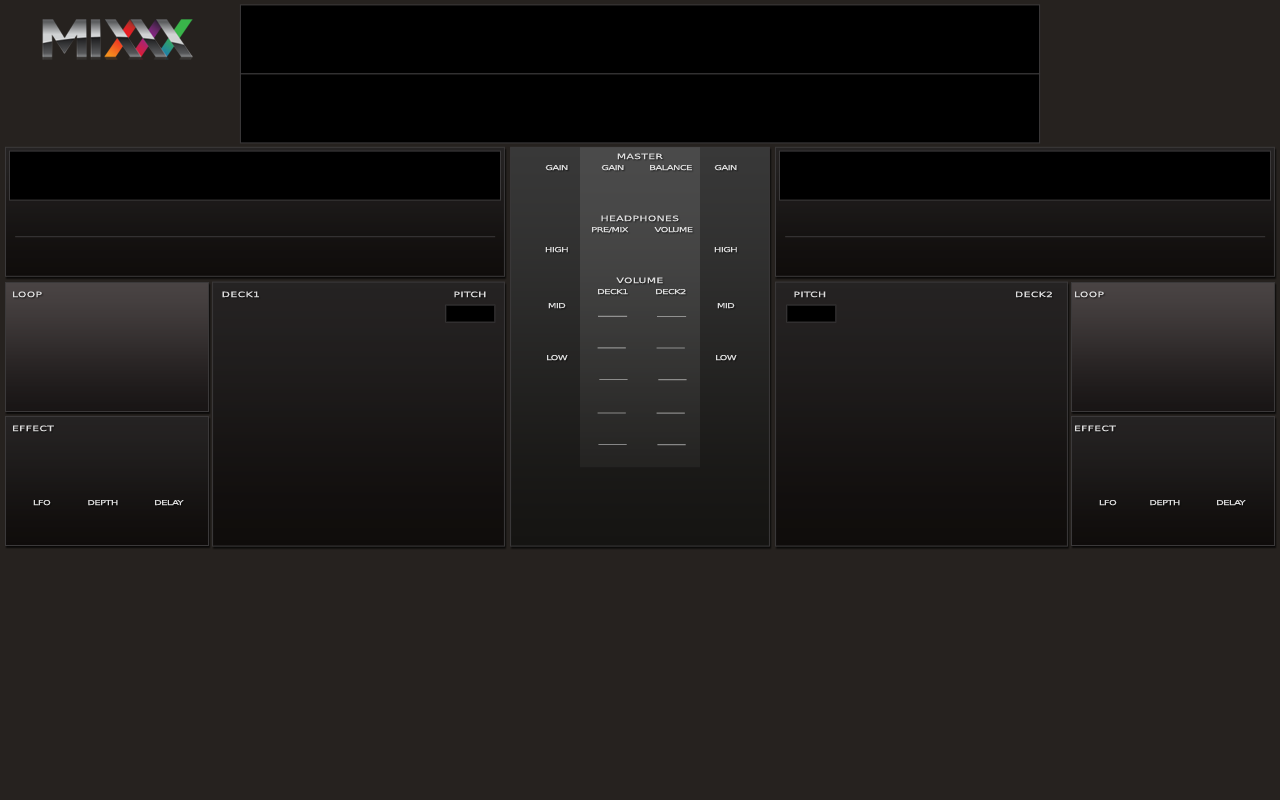 MIXXX
MASTER
GAIN GAIN BALANCE GAIN
HEADPHONES
PRE/MIX VOLUME
HIGH HIGH
VOLUME
DECK1 DECK2
MID MID
LOW LOW
LOOP
DECK1 PITCH
EFFECT
LFO DEPTH DELAY
PITCH DECK2
LOOP
EFFECT
LFO DEPTH DELAY